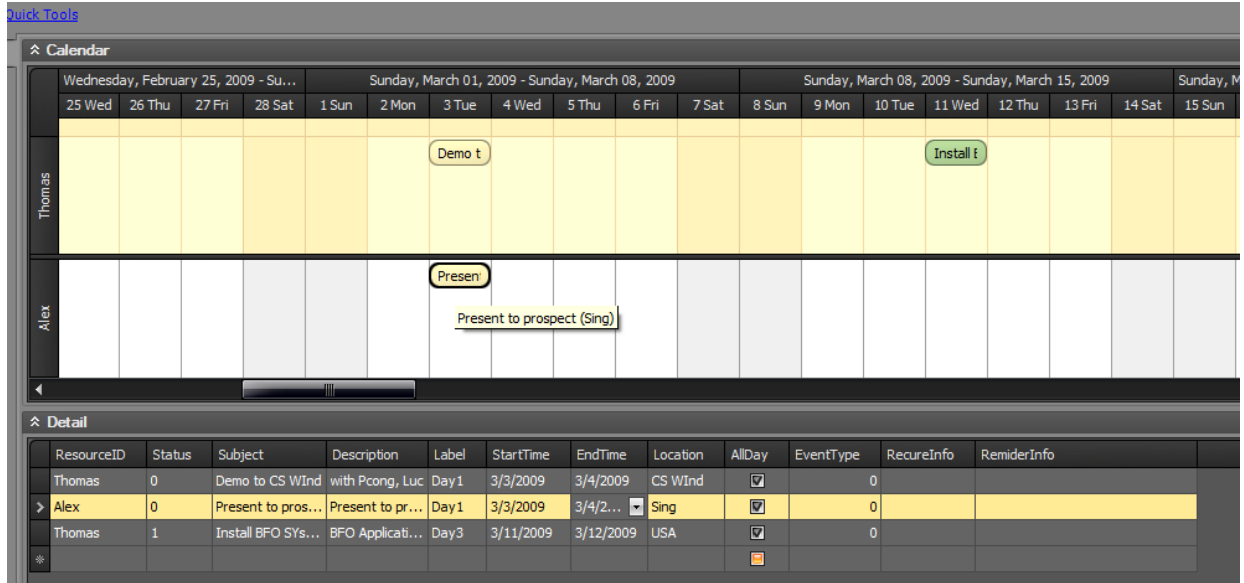 Quick Tools
Calendar
Wednesday, February 25, 2009 - Su... Sunday, March 01, 2009 - Sunday, March 08, 2009 Sunday, March 08, 2009 - Sunday, March 15, 2009 Sunday, M
25 Wed 26 Thu 27 Fri 28 Sat 1 Sun 2 Mon 3 Tue 4 Wed 5 Thu 6 Fri 7 Sat 8 Sun 9 Mon 10 Tue 11 Wed 12 Thu 13 Fri 14 Sat 15 Sun
Thomas
Demo t Install
Alex
Present
Present to prospect (Sing)
Detail
ResourceID Status Subject Description Label StartTime EndTime Location AllDay EventType RecureInfo RemiderInfo
Thomas 0 Demo to CS WInd with Pcong, Luc Day1 3/3/2009 3/4/2009 CS WInd 0
Alex 0 Present to pros... Present to pr... Day1 3/3/2009 3/4/2... Sing 0
Thomas 1 Install BFO SYs... BFO Applicati... Day3 3/11/2009 3/12/2009 USA 0